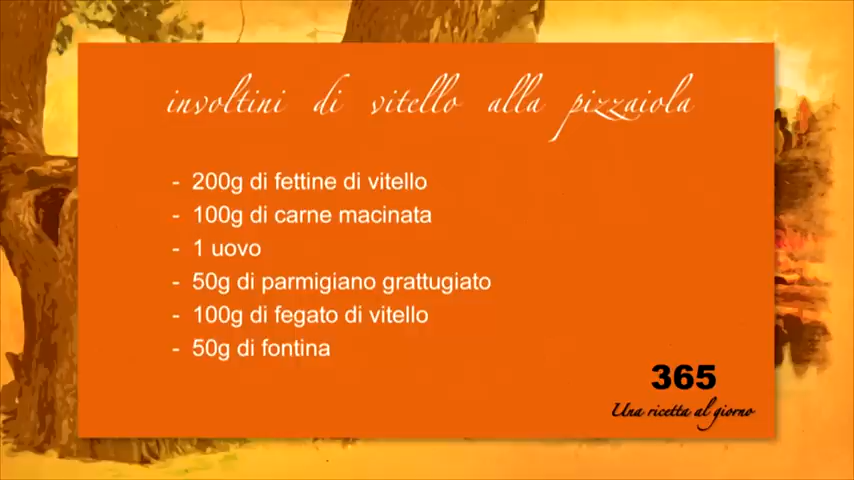 involtini di vitello alla pizzaiola
- 200g di fettine di vitello
- 100g di carne macinata
- 1 uovo
- 50g di parmigiano grattugiato
- 100g di fegato di vitello
- 50g di fontina
365
Una ricetta al giorno